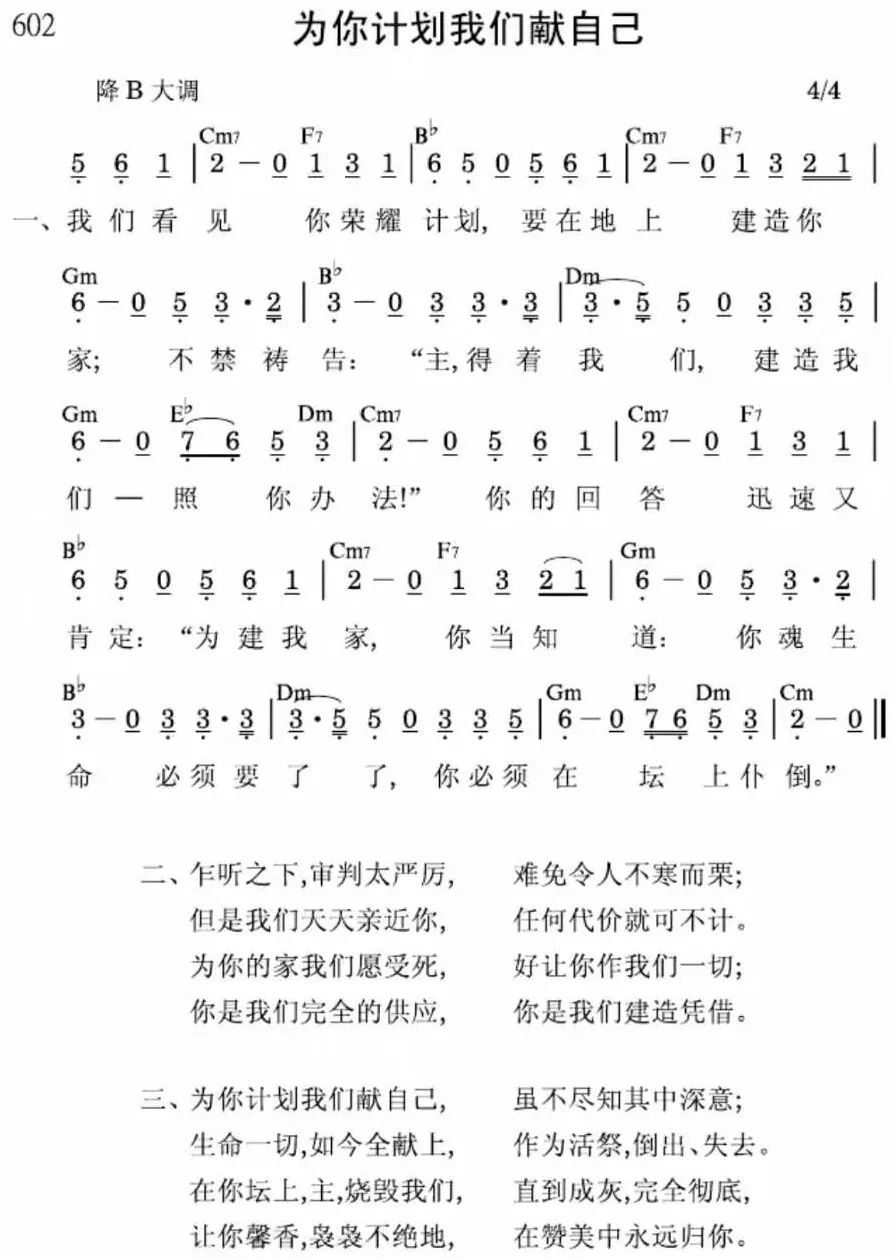 602
为你计划我们献自己
降 B 大调 4/4
Cm7 F7 B♭ Cm7 F7
5 6 1 | 2 - 0 1 3 1 | 6 5 0 5 6 1 | 2 - 0 1 3 2 1 |
一、我们看见 你荣耀计划, 要在地上 建造你
Gm B♭ Dm
6 - 0 5 3 · 2 | 3 - 0 3 3 · 3 | 3 · 5 5 0 3 3 5 |
家; 不禁祷告: “主,得着我们, 建造我
Gm E♭ Dm Cm7 Cm7 F7
6 - 0 7 6 5 3 | 2 - 0 5 6 1 | 2 - 0 1 3 1 |
们 — 照 你办法!” 你的回答 迅速又
B♭ Cm7 F7 Gm
6 5 0 5 6 1 | 2 - 0 1 3 2 1 | 6 - 0 5 3 · 2 |
肯定: “为建我家, 你当知道: 你魂生
B♭ Dm Gm E♭ Dm Cm
3 - 0 3 3 · 3 | 3 · 5 5 0 3 3 5 | 6 - 0 7 6 5 3 | 2 - 0 ‖
命 必须要了了, 你必须在 坛上仆倒。”
二、乍听之下,审判太严厉, 难免令人不寒而栗;
但是我们天天亲近你, 任何代价就可不计。
为你的家我们愿受死, 好让你作我们一切;
你是我们完全的供应, 你是我们建造凭借。
三、为你计划我们献自己, 虽不尽知其中深意;
生命一切,如今全献上, 作为活祭,倒出、失去。
在你坛上,主,烧毁我们, 直到成灰,完全彻底,
让你馨香,袅袅不绝地, 在赞美中永远归你。